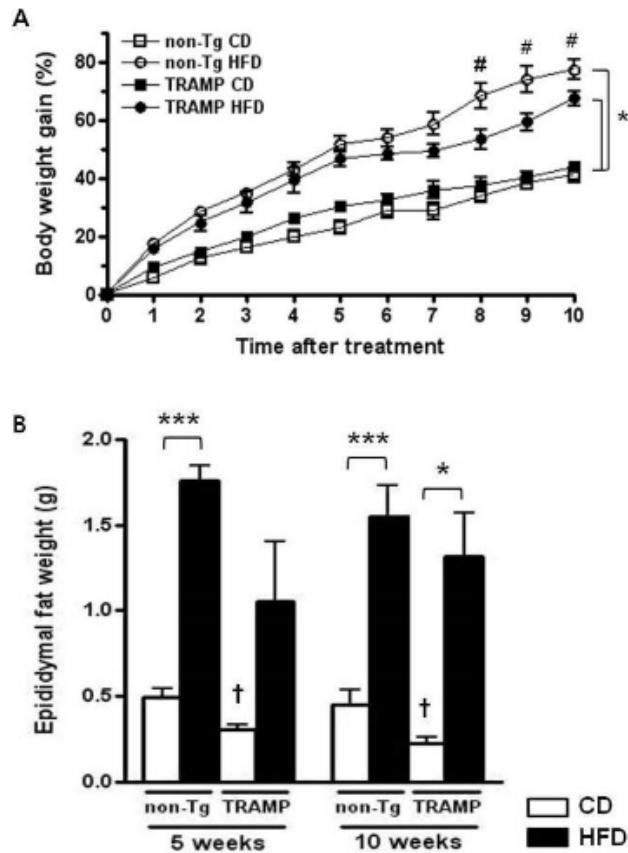 A
non-Tg CD
non-Tg HFD
TRAMP CD
TRAMP HFD
# # #
*
Body weight gain (%)
80
60
40
20
0
0 1 2 3 4 5 6 7 8 9 10
Time after treatment
B
*** *** *
Epididymal fat weight (g)
2.0
1.5
1.0
0.5
0.0
† †
non-Tg TRAMP non-Tg TRAMP
5 weeks 10 weeks
CD
HFD